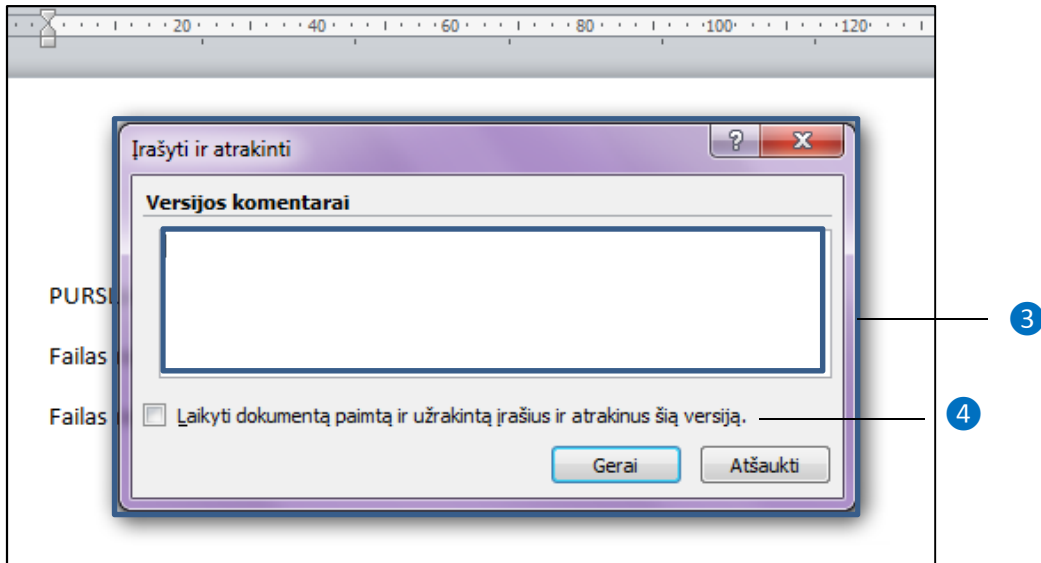 20 40 60 80 100 120
Įrašyti ir atrakinti
Versijos komentarai
PURSL
Failas
Failas
Laikyti dokumentą paimtą ir užrakintą įrašius ir atrakinus šią versiją.
Gerai Atšaukti
3
4